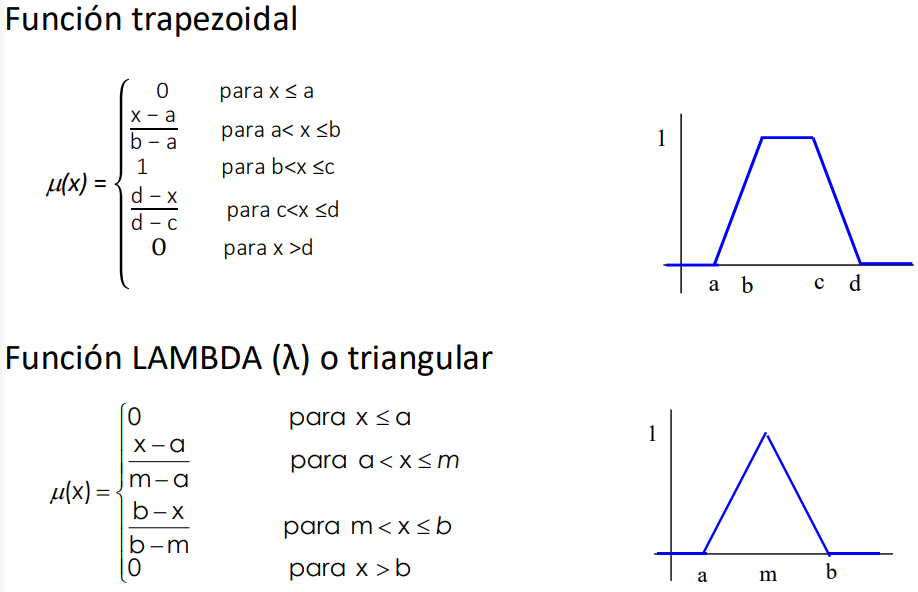 Función trapezoidal
0 para x ≤ a
x – a
b – a
para a< x ≤b
1 para b<x ≤c
μ(x) =
d – x
d – c
para c<x ≤d
0 para x >d
1
a b c d
Función LAMBDA (λ) o triangular
0 para x ≤ a
x – a
m – a
para a < x ≤ m
μ(x) =
b – x
b – m
para m < x ≤ b
0 para x > b
1
a m b